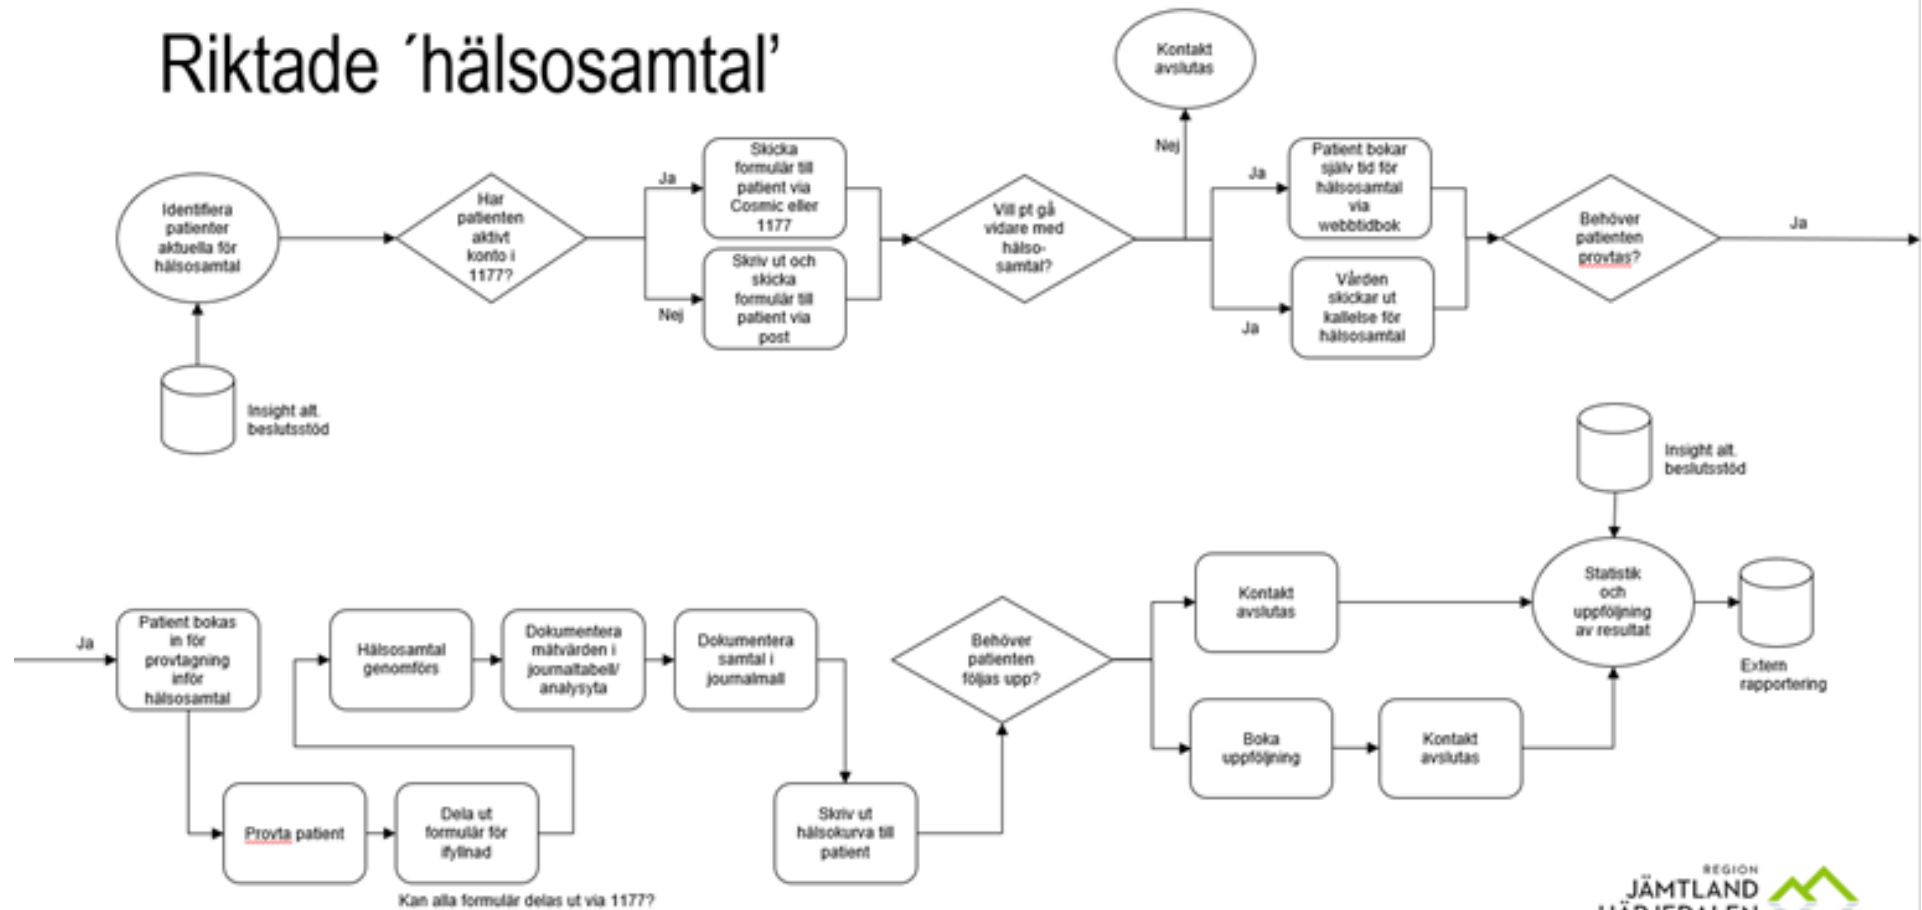 Riktade ´hälsosamtal’
Kontakt
avslutas
Nej
Identifiera
patienter
aktuella för
hälsosamtal
Har
patienten
aktivt
konto i
1177?
Ja
Skicka
formulär till
patient via
Cosmic eller
1177
Nej
Skriv ut och
skicka
formulär till
patient via
post
Vill pt gå
vidare med
hälso-
samtal?
Ja
Patient bokar
själv tid för
hälsosamtal
via
webbtidbok
Ja
Vården
skickar ut
kallelse för
hälsosamtal
Behöver
patienten
provtas?
Ja
Insight alt.
beslutsstöd
Insight alt.
beslutsstöd
Ja
Patient bokas
in för
provtagning
inför
hälsosamtal
Hälsosamtal
genomförs
Dokumentera
mätvärden i
journaltabell/
analysyta
Dokumentera
samtal i
journalmall
Behöver
patienten
följas upp?
Kontakt
avslutas
Statistik
och
uppföljning
av resultat
Extern
rapportering
Boka
uppföljning
Kontakt
avslutas
Provta patient
Dela ut
formulär för
ifyllnad
Skriv ut
hälsokurva till
patient
Kan alla formulär delas ut via 1177?
REGION
JÄMTLAND
HÄRJEDALEN